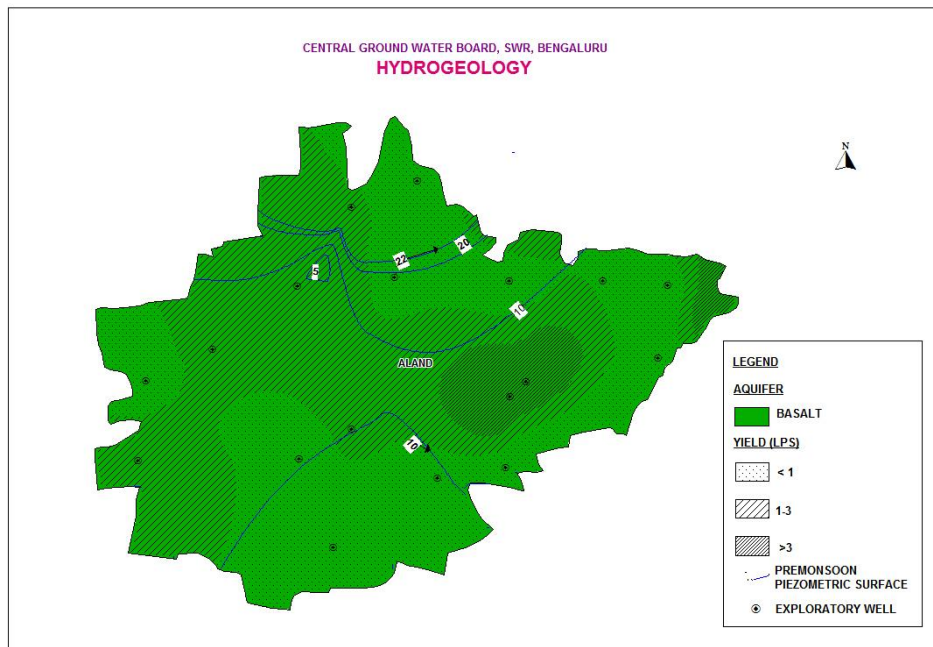 CENTRAL GROUND WATER BOARD, SWR, BENGALURU
HYDROGEOLOGY
N
22
20
5
10
ALAND
10
LEGEND
AQUIFER
BASALT
YIELD (LPS)
< 1
1-3
>3
PREMONSOON
PIEZOMETRIC SURFACE
EXPLORATORY WELL